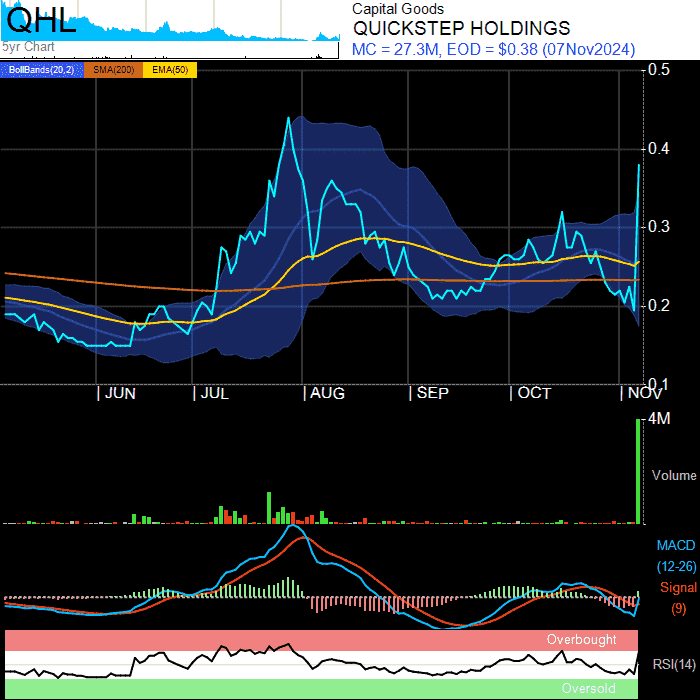 QHL
5yr Chart
Capital Goods
QUICKSTEP HOLDINGS
MC = 27.3M, EOD = $0.38 (07Nov2024)
BollBands(20,2) SMA(200) EMA(50)
0.5
0.4
0.3
0.2
0.1
JUN JUL AUG SEP OCT NOV
4M
Volume
MACD
(12-26)
Signal
(9)
Overbought
RSI(14)
Oversold